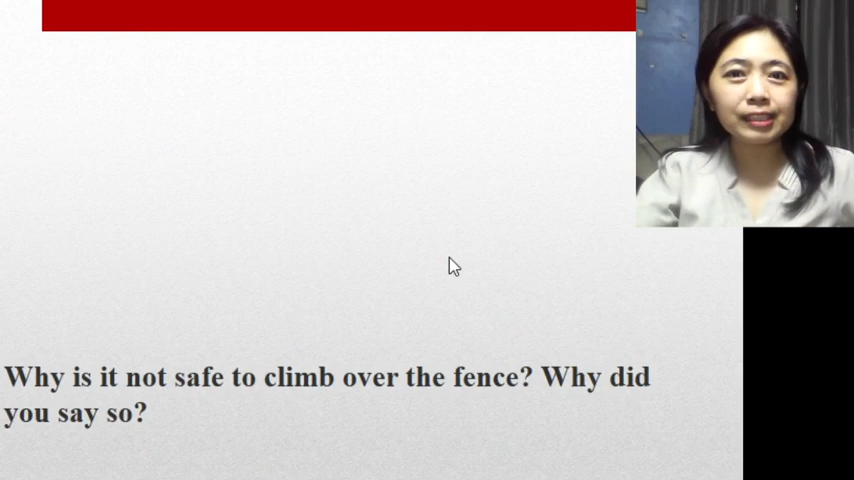 Why is it not safe to climb over the fence? Why did
you say so?